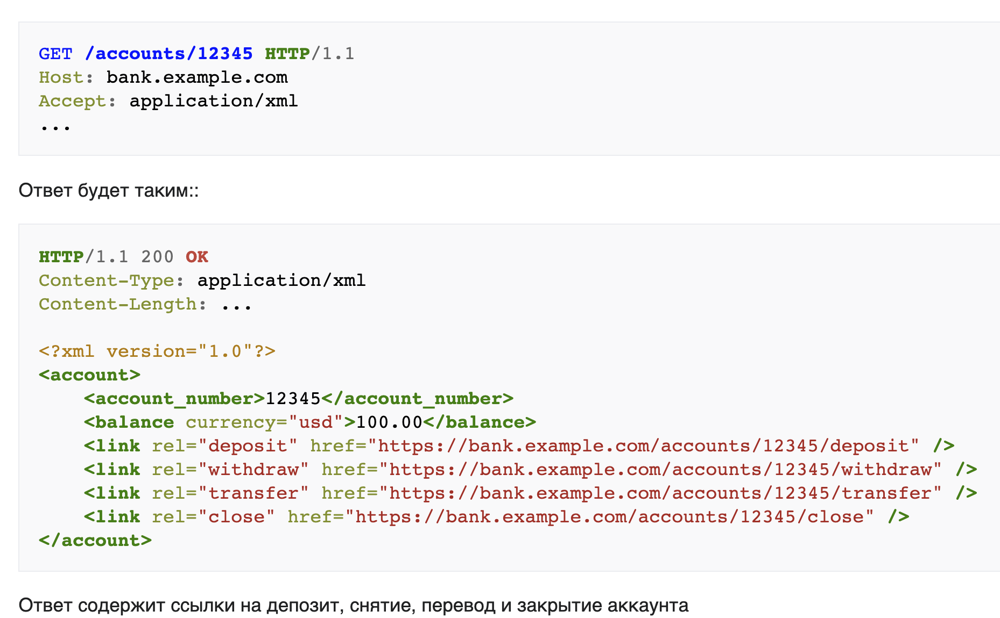 GET /accounts/12345 HTTP/1.1
Host: bank.example.com
Accept: application/xml
...
Ответ будет таким::
HTTP/1.1 200 OK
Content-Type: application/xml
Content-Length: ...
<?xml version="1.0"?>
<account>
    <account_number>12345</account_number>
    <balance currency="usd">100.00</balance>
    <link rel="deposit" href="https://bank.example.com/accounts/12345/deposit" />
    <link rel="withdraw" href="https://bank.example.com/accounts/12345/withdraw" />
    <link rel="transfer" href="https://bank.example.com/accounts/12345/transfer" />
    <link rel="close" href="https://bank.example.com/accounts/12345/close" />
</account>
Ответ содержит ссылки на депозит, снятие, перевод и закрытие аккаунта